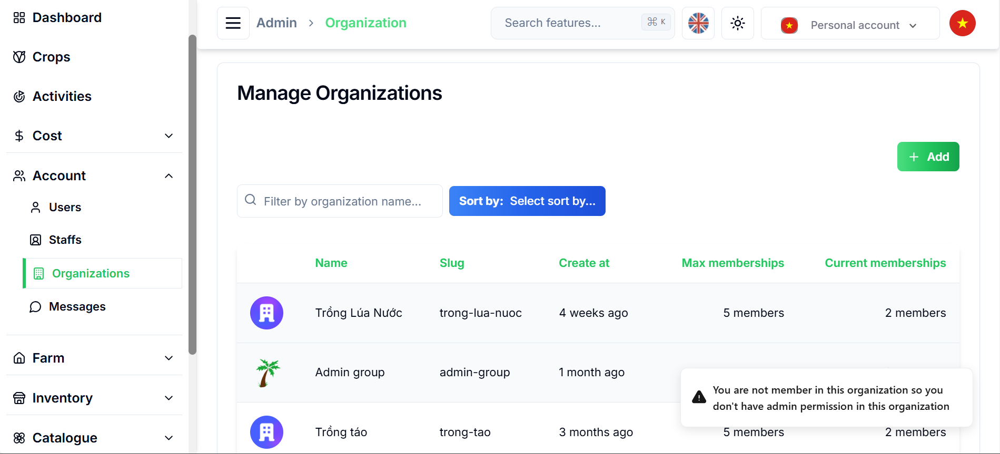 Dashboard
Crops
Activities
Cost
Account
Users
Staffs
Organizations
Messages
Farm
Inventory
Catalogue
Admin > Organization
Search features... ⌘ K
Personal account
Manage Organizations
+ Add
Filter by organization name...
Sort by: Select sort by...
Name Slug Create at Max memberships Current memberships
Trồng Lúa Nước trong-lua-nuoc 4 weeks ago 5 members 2 members
Admin group admin-group 1 month ago
You are not member in this organization so you
don't have admin permission in this organization
Trồng táo trong-tao 3 months ago 5 members 2 members